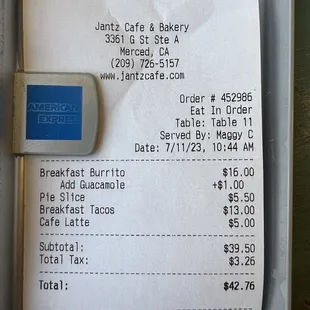 Jantz Cafe & Bakery
3361 G St Ste A
Merced, CA
(209) 726-5157
www.jantzcafe.com
Order # 452986
Eat In Order
Table: Table 11
Served By: Maggy C
Date: 7/11/23, 10:44 AM
AMERICAN
EXPRESS
Breakfast Burrito $16.00
Add Guacamole +$1.00
Pie Slice $5.50
Breakfast Tacos $13.00
Cafe Latte $5.00
Subtotal: $39.50
Total Tax: $3.26
Total: $42.76